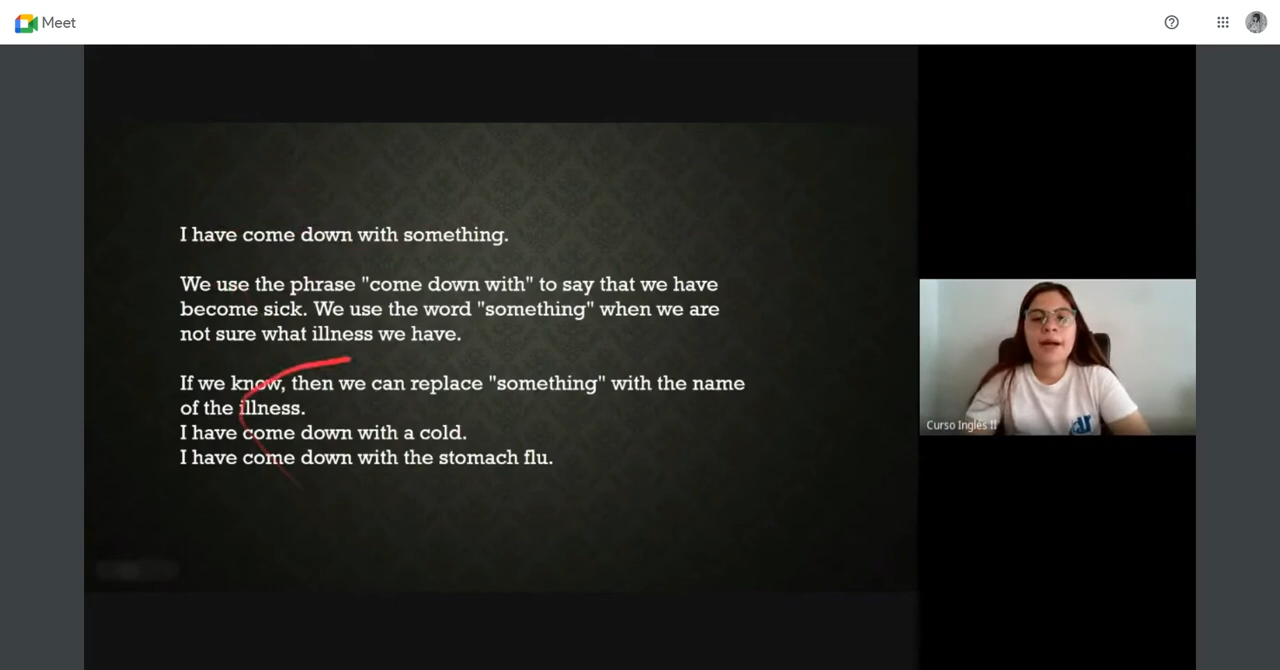 Meet
I have come down with something.
We use the phrase "come down with" to say that we have
become sick. We use the word "something" when we are
not sure what illness we have.
If we know, then we can replace "something" with the name
of the illness.
I have come down with a cold.
I have come down with the stomach flu.
Curso Inglés II